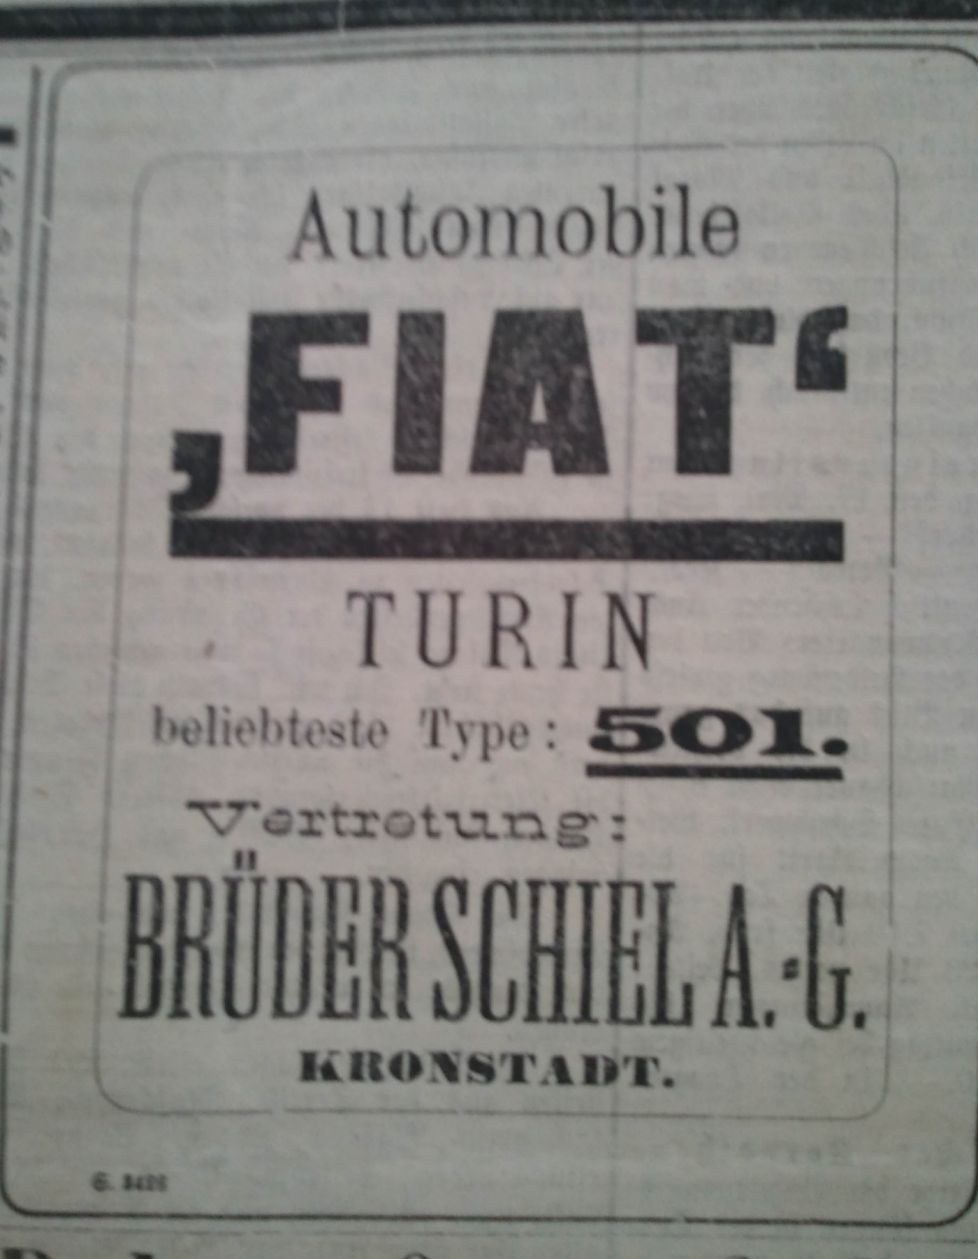 Automobile
‚FIAT‘
TURIN
beliebteste Type: 501.
Vertretung:
BRÜDER SCHIEL A.-G.
KRONSTADT.